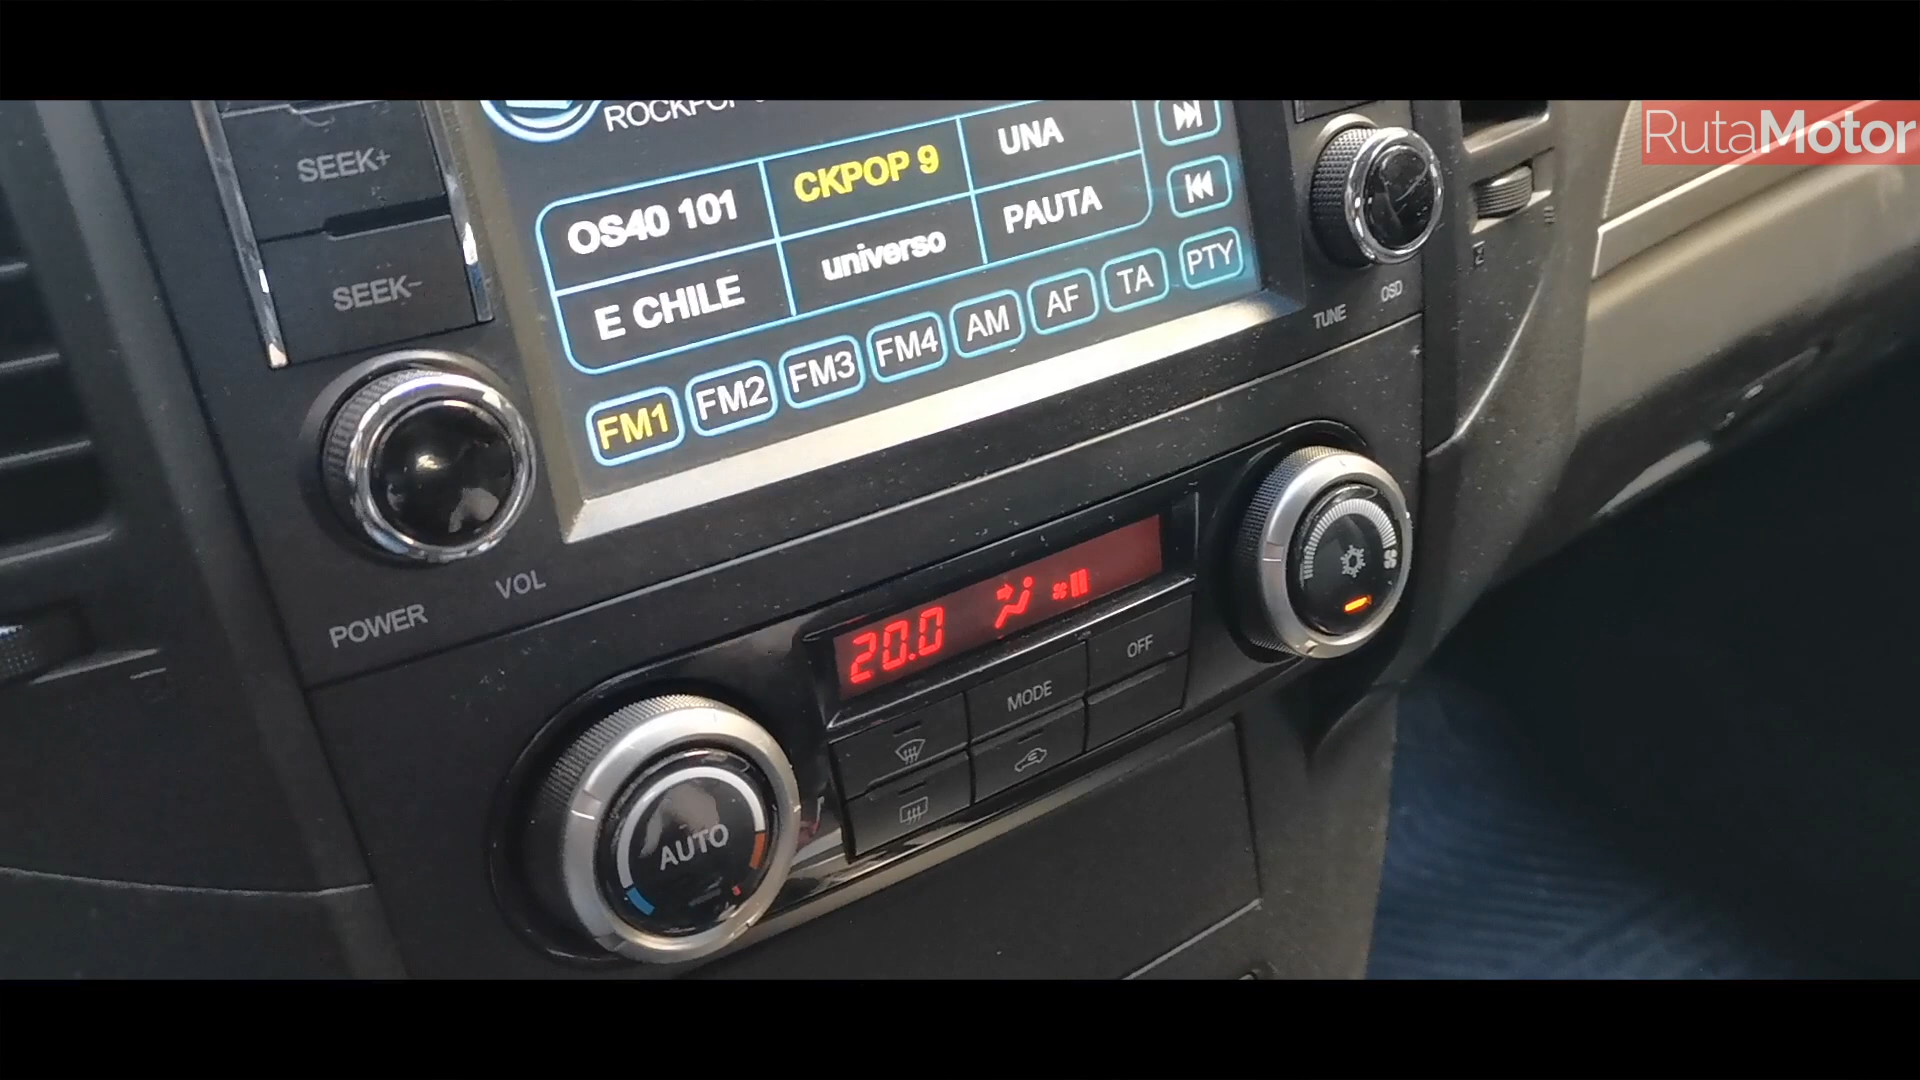 RutaMotor
SEEK+
SEEK-
OS40 101
CKPOP 9
UNA
E CHILE
universo
PAUTA
FM1
FM2
FM3
FM4
AM
AF
TA
PTY
TUNE
OSD
POWER
VOL
20.0
MODE
OFF
AUTO